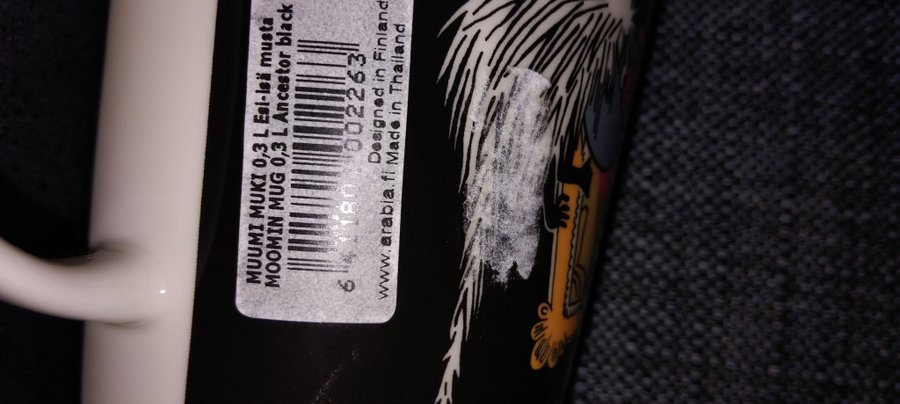 MUUMI MUKI 0,3 L Esi-isä musta
MOOMIN MUG 0,3 L Ancestor black
002263
Designed in Finland
www.arabia.fi Made in Thailand